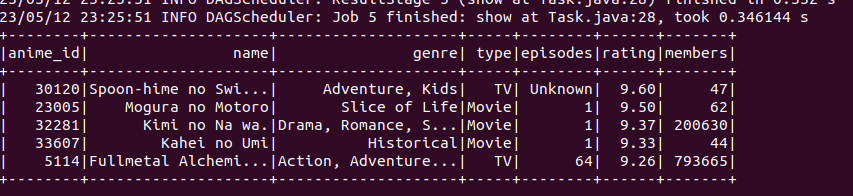 23/05/12 23:25:51 INFO DAGScheduler: ResultStage 5 (show at Task.java:28) finished in 0.332 s
23/05/12 23:25:51 INFO DAGScheduler: Job 5 finished: show at Task.java:28, took 0.346144 s
+--------+--------------------+--------------------+-----+--------+------+-------+
|anime_id|                name|               genre| type|episodes|rating|members|
+--------+--------------------+--------------------+-----+--------+------+-------+
|   30120|Spoon-hime no Swi...|     Adventure, Kids|   TV| Unknown|  9.60|     47|
|   23005|    Mogura no Motoro|       Slice of Life|Movie|       1|  9.50|     62|
|   32281|      Kimi no Na wa.|Drama, Romance, S...|Movie|       1|  9.37| 200630|
|   33607|        Kahei no Umi|          Historical|Movie|       1|  9.33|     44|
|    5114|Fullmetal Alchemi...|Action, Adventure...|   TV|      64|  9.26| 793665|
+--------+--------------------+--------------------+-----+--------+------+-------+